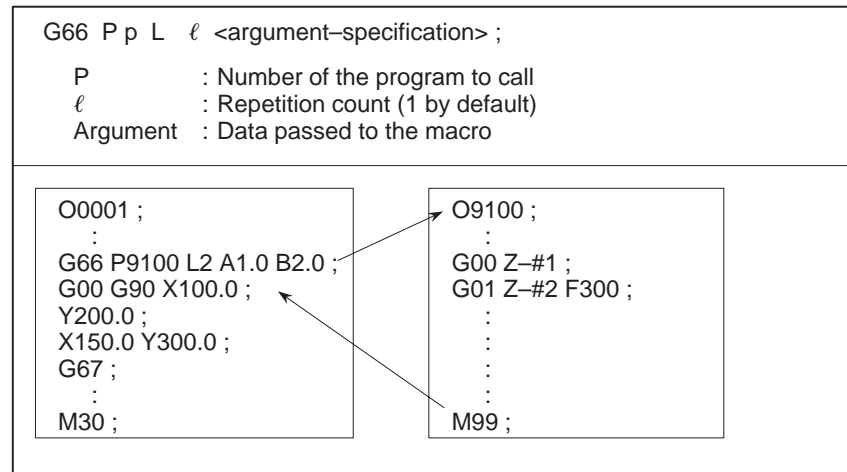 G66 P p L ℓ <argument–specification> ;
P : Number of the program to call
ℓ : Repetition count (1 by default)
Argument : Data passed to the macro
O0001 ;
:
G66 P9100 L2 A1.0 B2.0 ;
G00 G90 X100.0 ;
Y200.0 ;
X150.0 Y300.0 ;
G67 ;
:
M30 ;
O9100 ;
:
G00 Z–#1 ;
G01 Z–#2 F300 ;
:
:
:
:
M99 ;